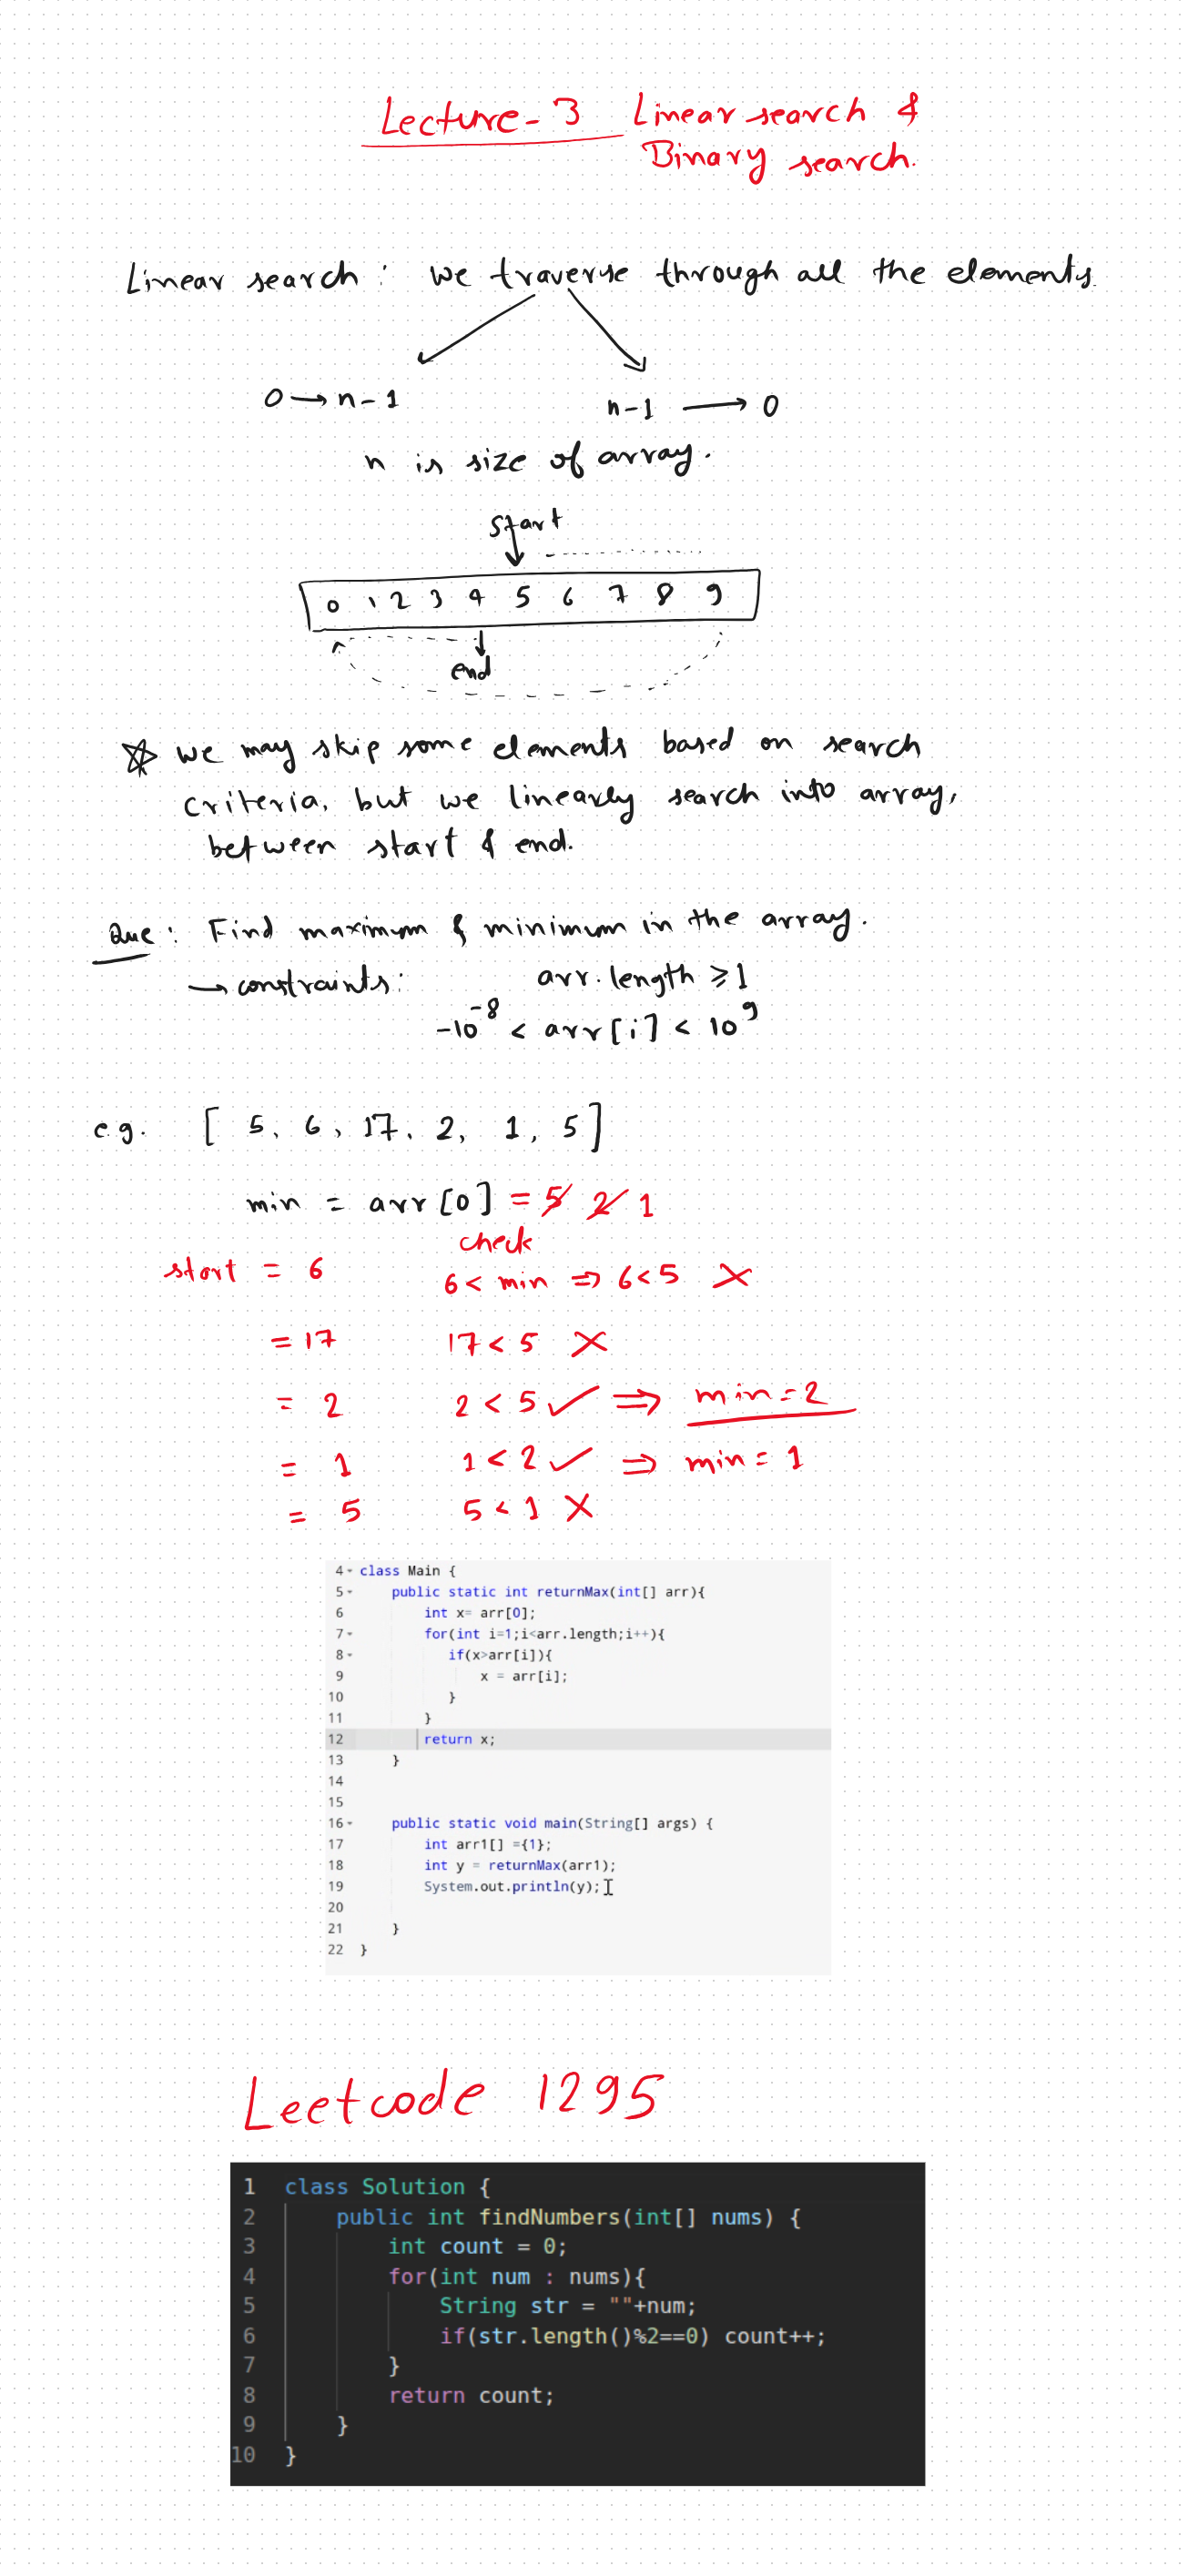 Lecture-3 Linear search &
Binary search.
Linear search: we traverse through all the elements.
0→n-1
n-1 → 0
n is size of array.
start
0 1 2 3 4 5 6 7 8 9
end
☆ we may skip some elements based on search
criteria, but we linearly search into array,
between start & end.
Que: Find maximum & minimum in the array.
→ constraints: arr.length ⩾1
-10^-8 < arr[i] < 10^9
e.g. [ 5, 6, 17, 2, 1, 5]
min = arr[0] = 5 2 1
check
start = 6 6< min ⇒ 6<5 X
= 17 17<5 X
= 2 2<5 ✓ ⇒ min=2
= 1 1<2 ✓ ⇒ min=1
= 5 5<1 X
4 class Main {
5 public static int returnMax(int[] arr){
6 int x= arr[0];
7 for(int i=1;i<arr.length;i++){
8 if(x>arr[i]){
9 x = arr[i];
10 }
11 }
12 return x;
13 }
14
15
16 public static void main(String[] args) {
17 int arr1[] ={1};
18 int y = returnMax(arr1);
19 System.out.println(y);
20
21 }
22 }
Leetcode 1295
1 class Solution {
2 public int findNumbers(int[] nums) {
3 int count = 0;
4 for(int num : nums){
5 String str = ""+num;
6 if(str.length()%2==0) count++;
7 }
8 return count;
9 }
10 }